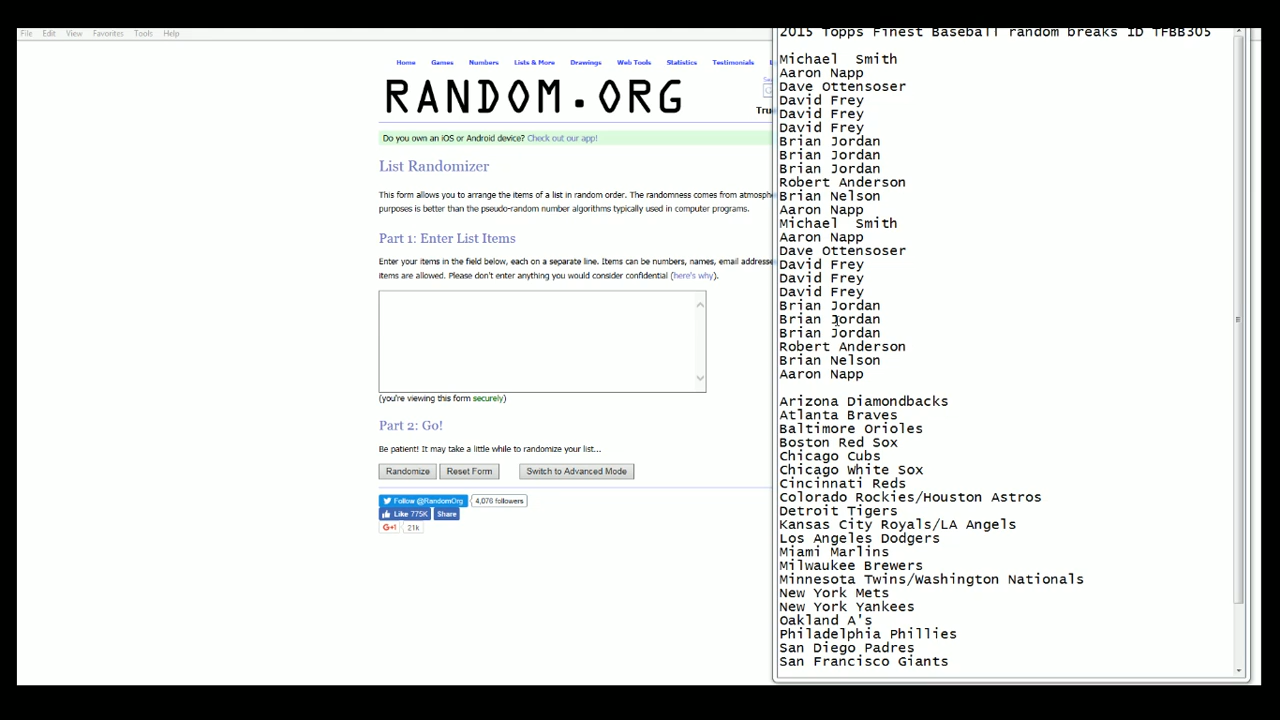 File Edit View Favorites Tools Help
Home Games Numbers Lists & More Drawings Web Tools Statistics Testimonials
RANDOM.ORG
Do you own an iOS or Android device? Check out our app!
List Randomizer
This form allows you to arrange the items of a list in random order. The randomness comes from
purposes is better than the pseudo-random number algorithms typically used in computer programs.
Part 1: Enter List Items
Enter your items in the field below, each on a separate line. Items can be numbers, names, email
items are allowed. Please don't enter anything you would consider confidential (here's why).
(you're viewing this form securely)
Part 2: Go!
Be patient! It may take a little while to randomize your list...
Randomize Reset Form Switch to Advanced Mode
Follow @RandomOrg 4,076 followers
Like 775K Share
G+1 21k
2015 Topps Finest Baseball random breaks ID TFBB305
Michael  Smith
Aaron Napp
Dave Ottensoser
David Frey
David Frey
David Frey
Brian Jordan
Brian Jordan
Brian Jordan
Robert Anderson
Brian Nelson
Aaron Napp
Michael  Smith
Aaron Napp
Dave Ottensoser
David Frey
David Frey
David Frey
Brian Jordan
Brian Jordan
Brian Jordan
Robert Anderson
Brian Nelson
Aaron Napp
Arizona Diamondbacks
Atlanta Braves
Baltimore Orioles
Boston Red Sox
Chicago Cubs
Chicago White Sox
Cincinnati Reds
Colorado Rockies/Houston Astros
Detroit Tigers
Kansas City Royals/LA Angels
Los Angeles Dodgers
Miami Marlins
Milwaukee Brewers
Minnesota Twins/Washington Nationals
New York Mets
New York Yankees
Oakland A's
Philadelphia Phillies
San Diego Padres
San Francisco Giants